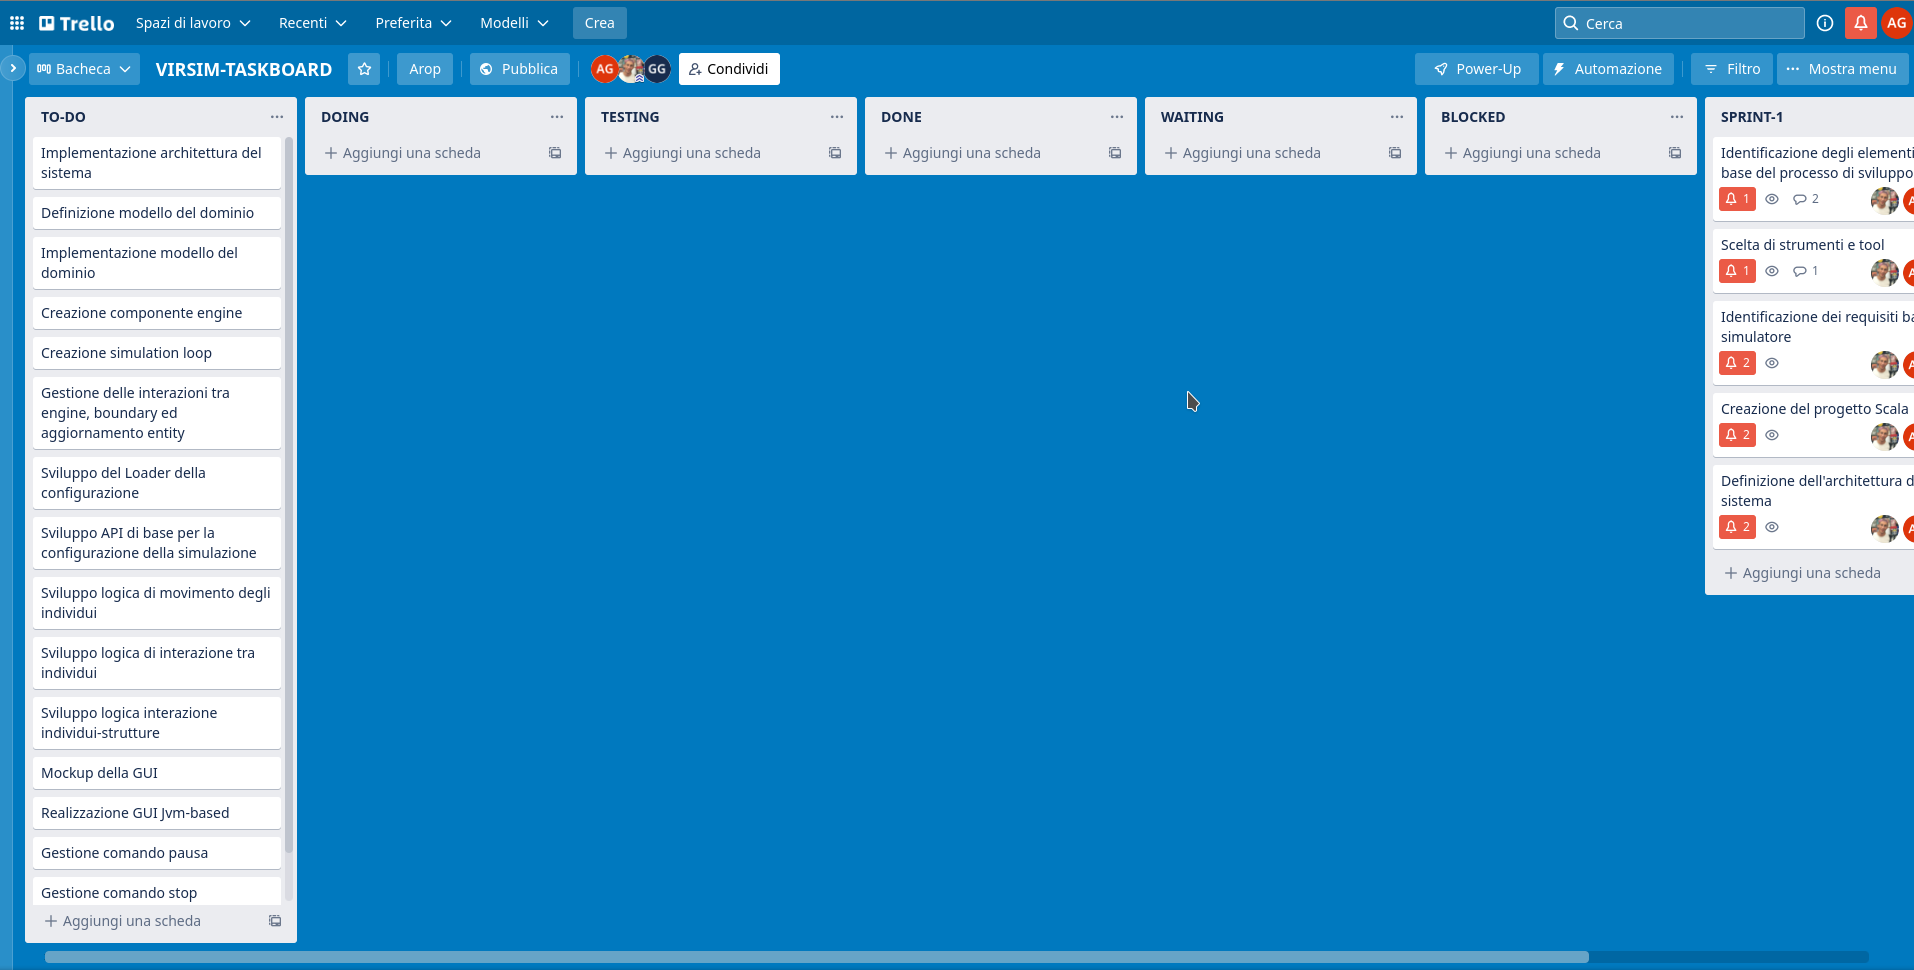 Trello
Spazi di lavoro
Recenti
Preferita
Modelli
Crea
Cerca
AG
Bacheca
VIRSIM-TASKBOARD
Arop
Pubblica
AG
GG
Condividi
Power-Up
Automazione
Filtro
Mostra menu
TO-DO
Implementazione architettura del
sistema
Definizione modello del dominio
Implementazione modello del
dominio
Creazione componente engine
Creazione simulation loop
Gestione delle interazioni tra
engine, boundary ed
aggiornamento entity
Sviluppo del Loader della
configurazione
Sviluppo API di base per la
configurazione della simulazione
Sviluppo logica di movimento degli
individui
Sviluppo logica di interazione tra
individui
Sviluppo logica interazione
individui-strutture
Mockup della GUI
Realizzazione GUI Jvm-based
Gestione comando pausa
Gestione comando stop
Aggiungi una scheda
DOING
Aggiungi una scheda
TESTING
Aggiungi una scheda
DONE
Aggiungi una scheda
WAITING
Aggiungi una scheda
BLOCKED
Aggiungi una scheda
SPRINT-1
Identificazione degli elementi
base del processo di sviluppo
1 2
Scelta di strumenti e tool
1 1
Identificazione dei requisiti ba
simulatore
2
Creazione del progetto Scala
2
Definizione dell'architettura d
sistema
2
Aggiungi una scheda